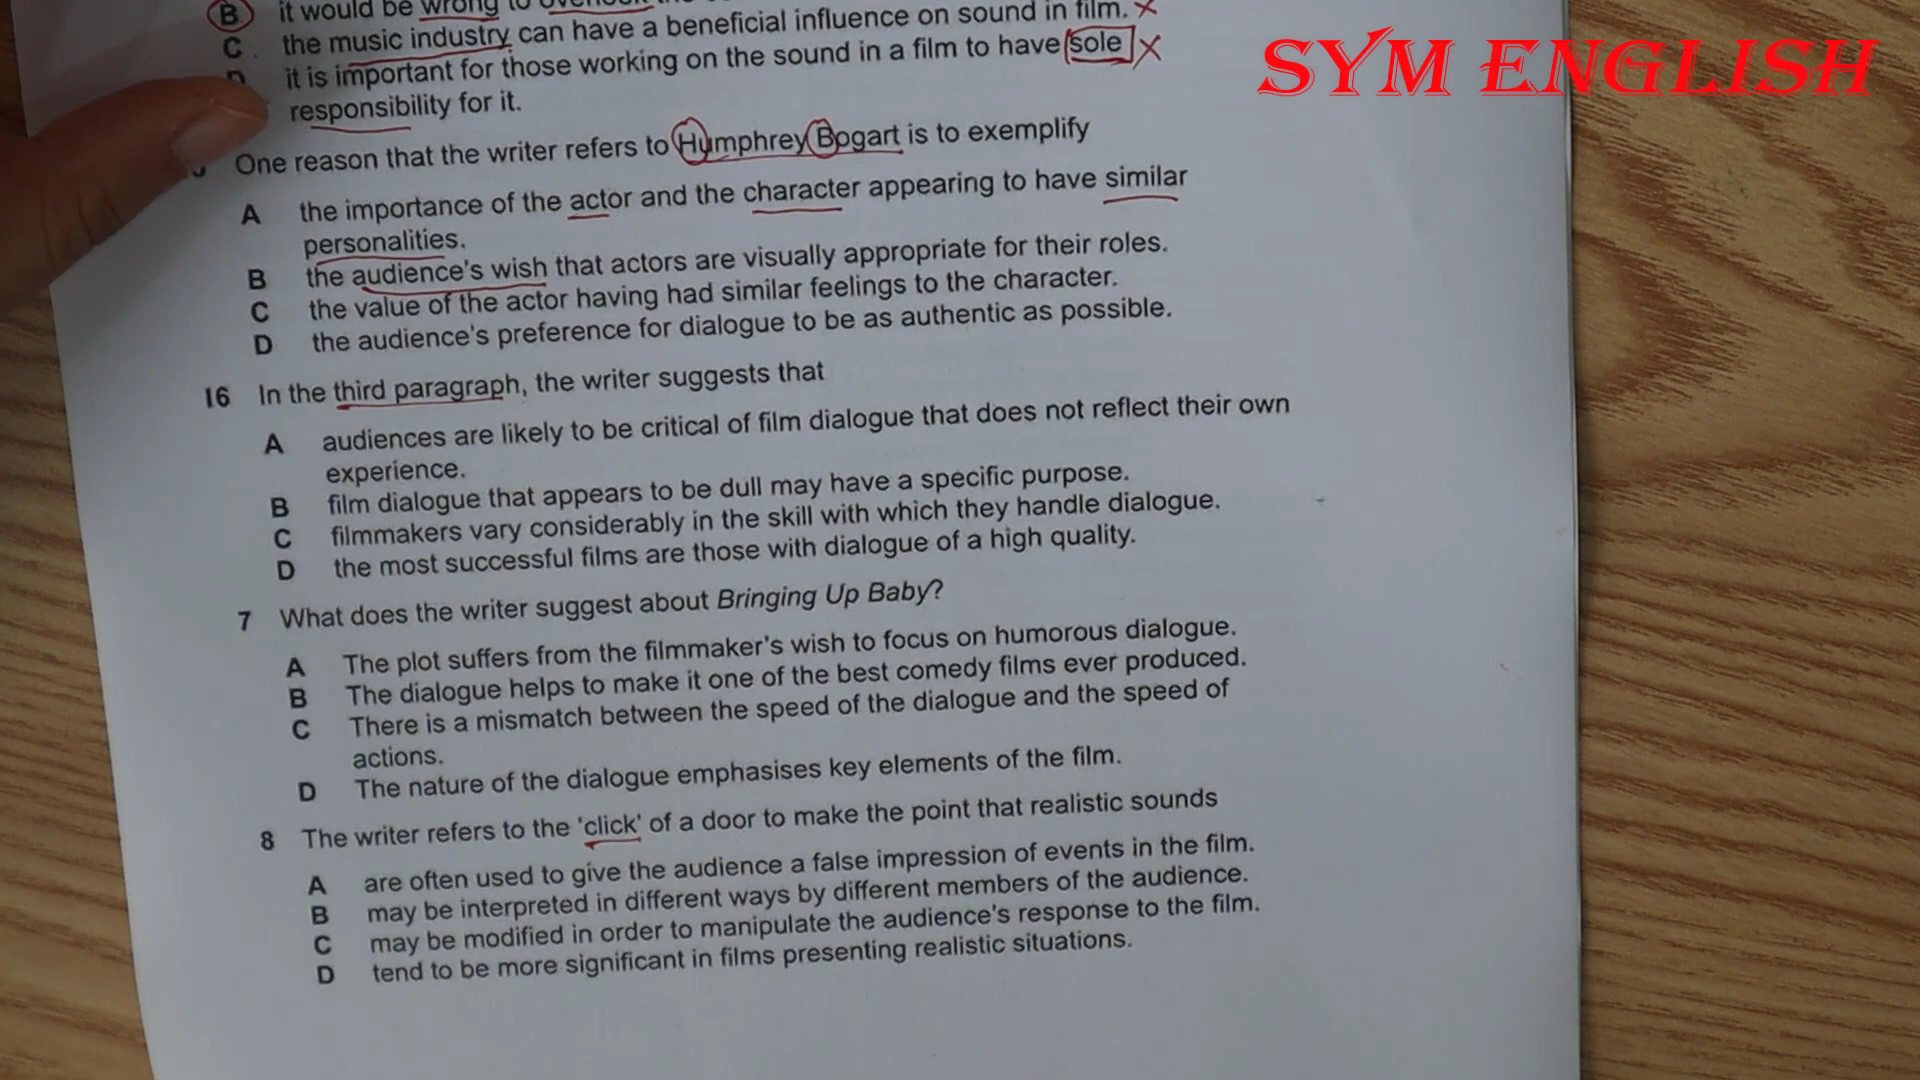 B it would be wrong to
C the music industry can have a beneficial influence on sound in film.
D it is important for those working on the sound in a film to have sole
responsibility for it.
One reason that the writer refers to Humphrey Bogart is to exemplify
A the importance of the actor and the character appearing to have similar
personalities.
B the audience's wish that actors are visually appropriate for their roles.
C the value of the actor having had similar feelings to the character.
D the audience's preference for dialogue to be as authentic as possible.
16 In the third paragraph, the writer suggests that
A audiences are likely to be critical of film dialogue that does not reflect their own
experience.
B film dialogue that appears to be dull may have a specific purpose.
C filmmakers vary considerably in the skill with which they handle dialogue.
D the most successful films are those with dialogue of a high quality.
7 What does the writer suggest about Bringing Up Baby?
A The plot suffers from the filmmaker's wish to focus on humorous dialogue.
B The dialogue helps to make it one of the best comedy films ever produced.
C There is a mismatch between the speed of the dialogue and the speed of
actions.
D The nature of the dialogue emphasises key elements of the film.
8 The writer refers to the 'click' of a door to make the point that realistic sounds
A are often used to give the audience a false impression of events in the film.
B may be interpreted in different ways by different members of the audience.
C may be modified in order to manipulate the audience's response to the film.
D tend to be more significant in films presenting realistic situations.
SYM ENGLISH